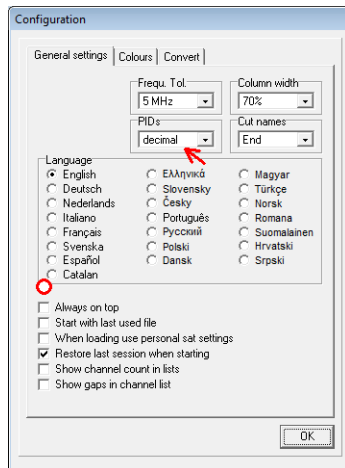 Configuration
General settings Colours Convert
Frequ. Tol. Column width
5 MHz 70%
PIDs Cut names
decimal End
Language
English Ελληνικά Magyar
Deutsch Slovensky Türkçe
Nederlands Česky Norsk
Italiano Português Romana
Français Русский Suomalainen
Svenska Polski Hrvatski
Español Dansk Srpski
Catalan
Always on top
Start with last used file
When loading use personal sat settings
Restore last session when starting
Show channel count in lists
Show gaps in channel list
OK